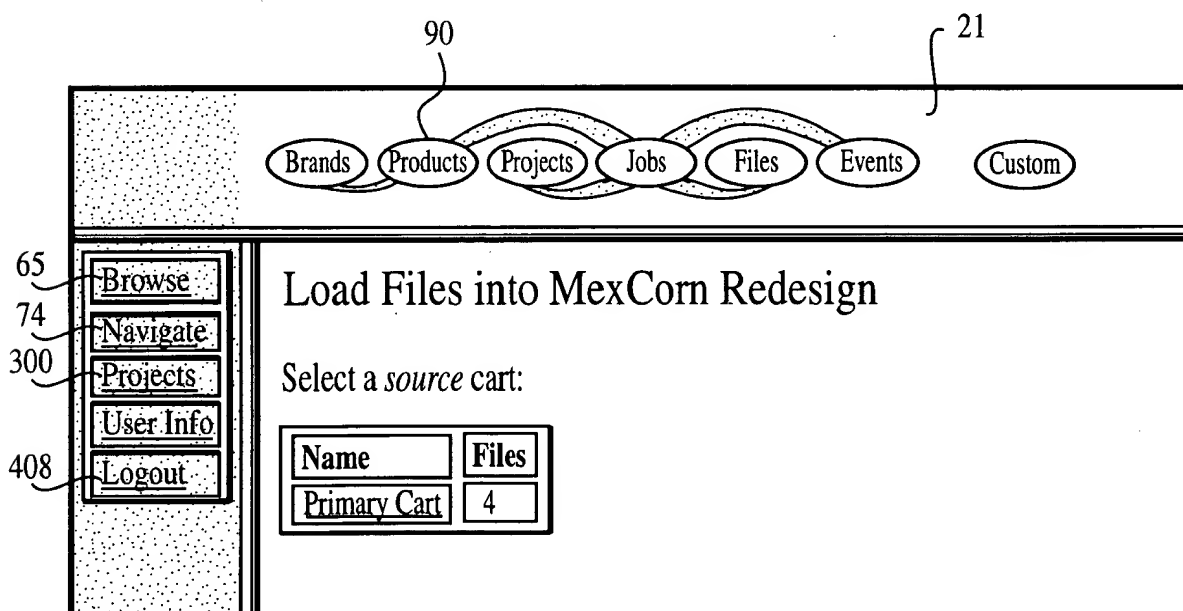 90
21
Brands Products Projects Jobs Files Events Custom
65
Browse
74
Navigate
300
Projects
User Info
408
Logout
Load Files into MexCorn Redesign
Select a source cart:
Name Files
Primary Cart 4